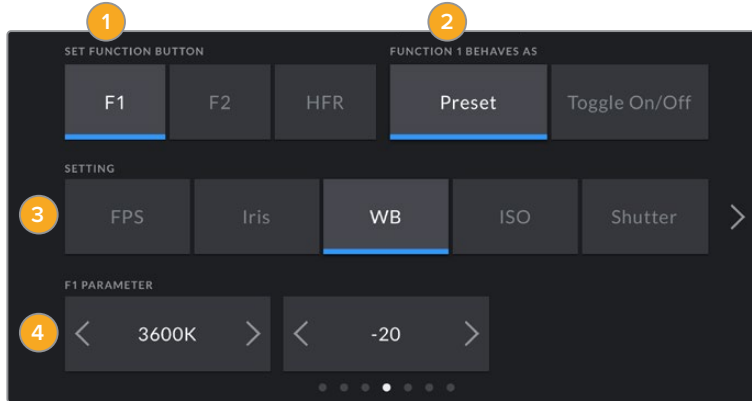 1 2
SET FUNCTION BUTTON FUNCTION 1 BEHAVES AS
F1 F2 HFR Preset Toggle On/Off
SETTING
3 FPS Iris WB ISO Shutter
F1 PARAMETER
4 3600K -20